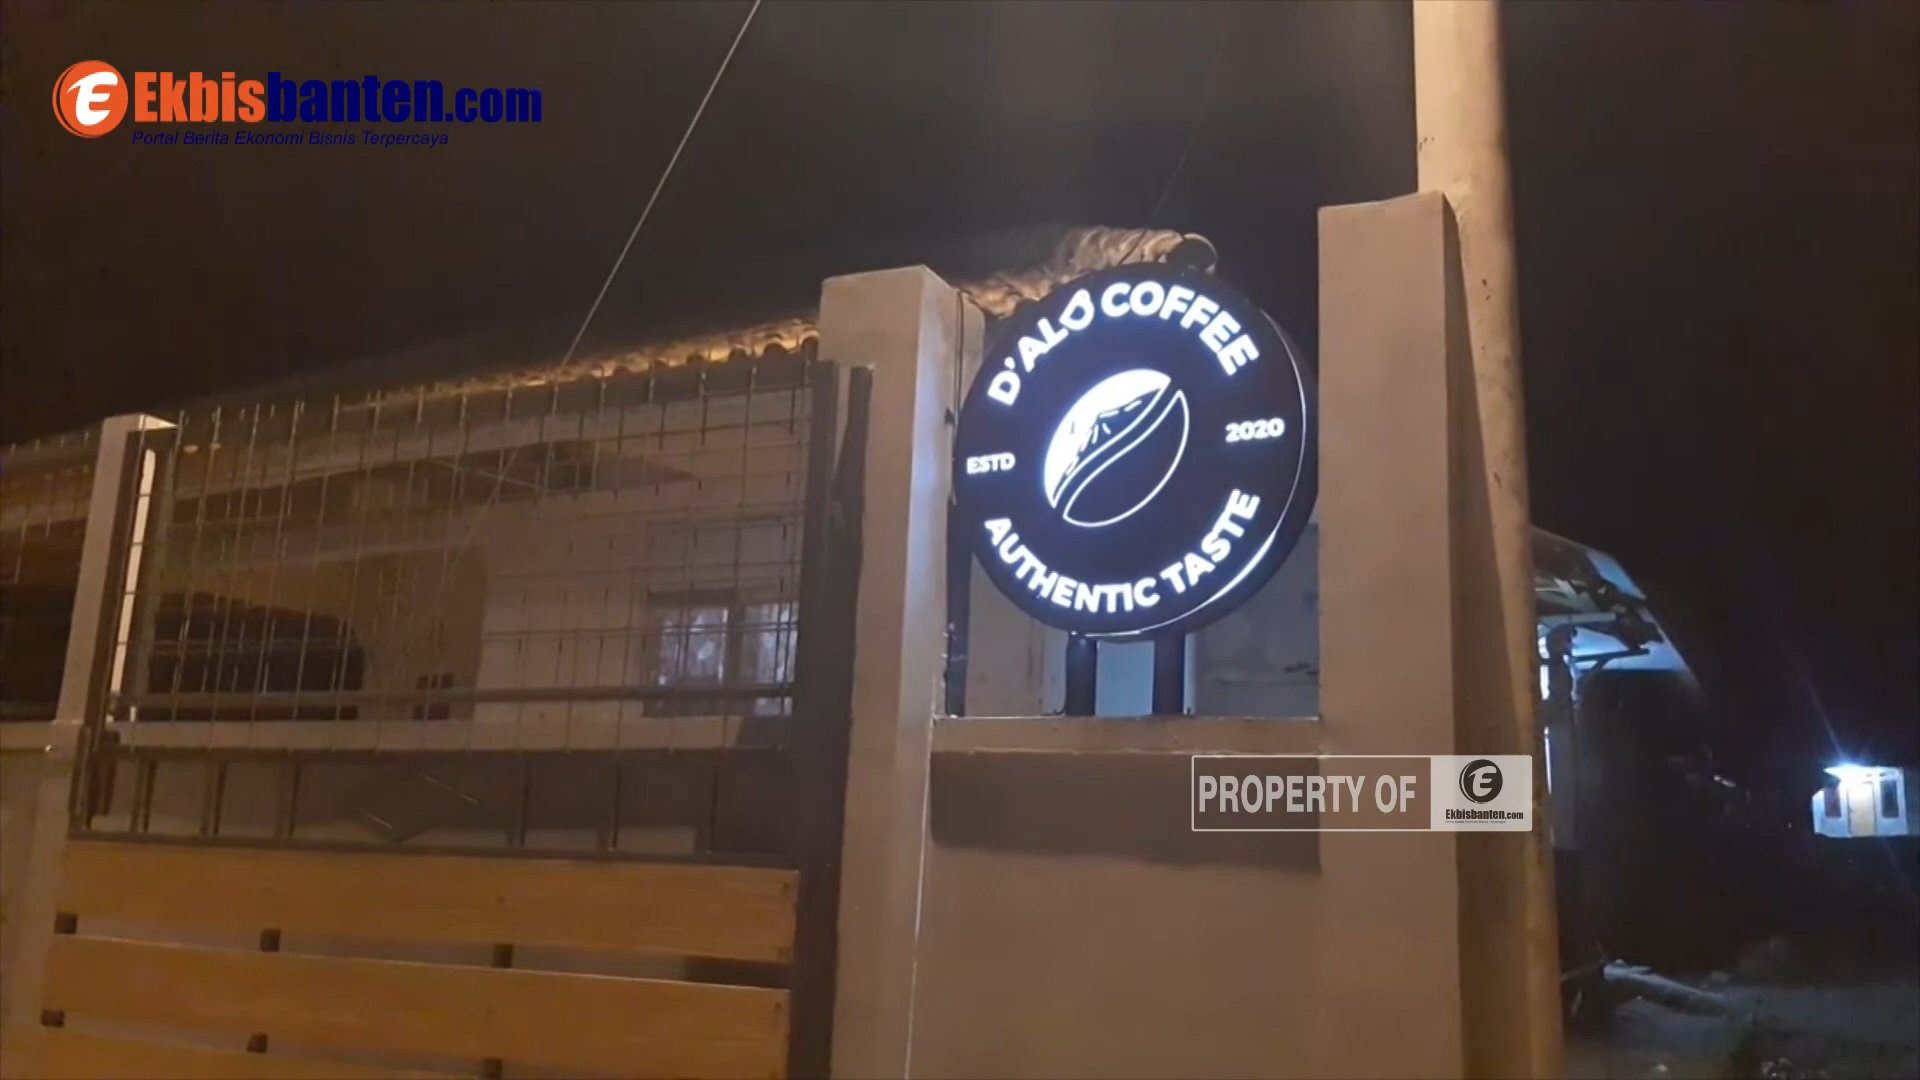 Ekbisbanten.com
Portal Berita Ekonomi Bisnis Terpercaya
D'ALO COFFEE
ESTD 2020
AUTHENTIC TASTE
PROPERTY OF
Ekbisbanten.com